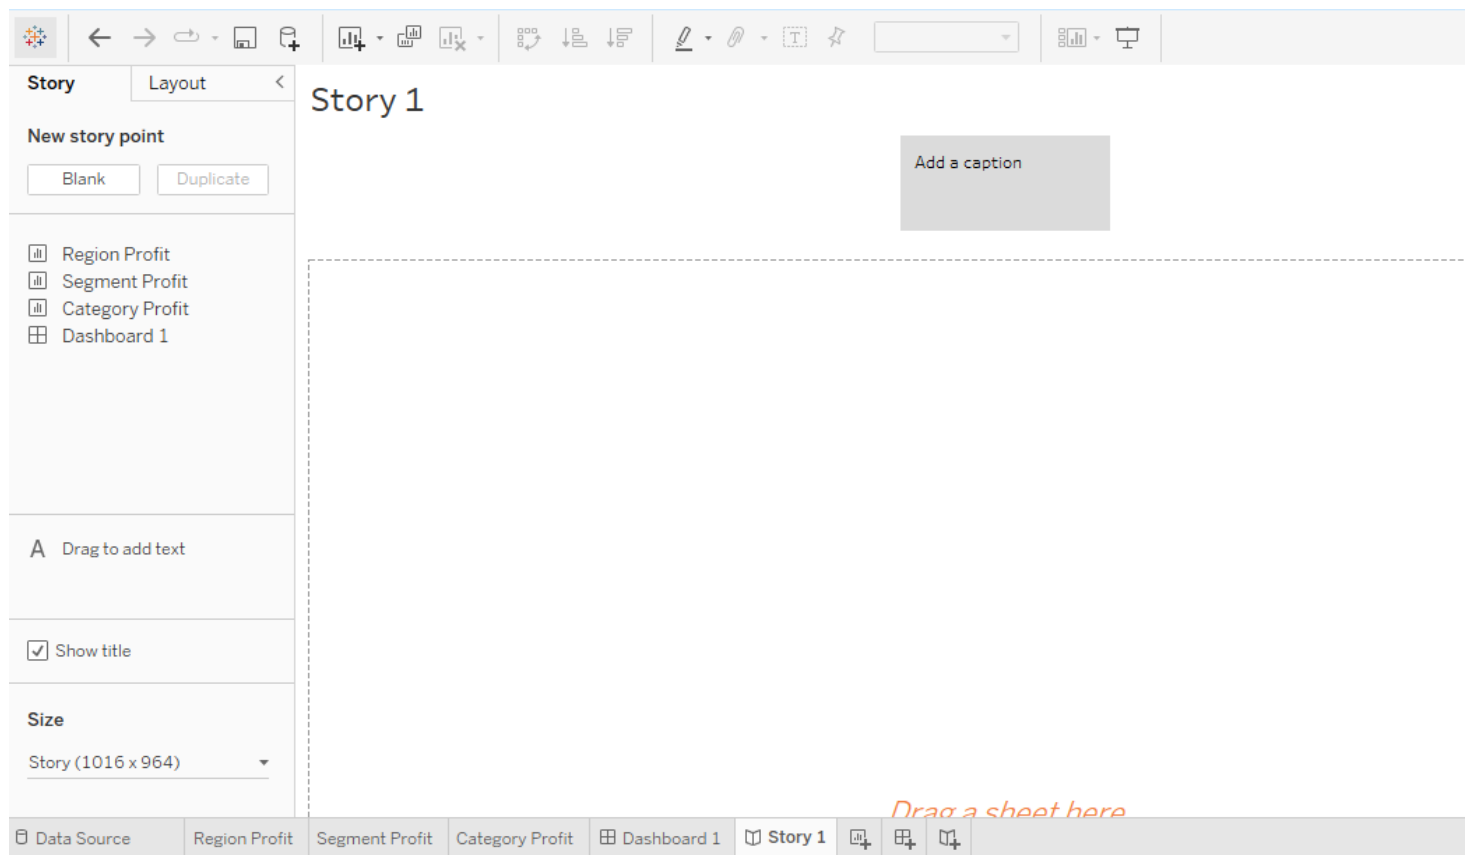 Story
Layout
Story 1
New story point
Blank
Duplicate
Add a caption
Region Profit
Segment Profit
Category Profit
Dashboard 1
A Drag to add text
Show title
Size
Story (1016 x 964)
Drag a sheet here
Data Source
Region Profit
Segment Profit
Category Profit
Dashboard 1
Story 1